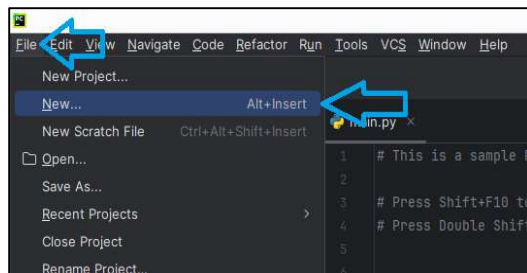 PC
File Edit View Navigate Code Refactor Run Tools VCS Window Help
New Project...
New... Alt+Insert
New Scratch File Ctrl+Alt+Shift+Insert
Open...
Save As...
Recent Projects
Close Project
Rename Project...
main.py
1 # This is a sample
2
3 # Press Shift+F10 to
4 # Press Double Shif
5